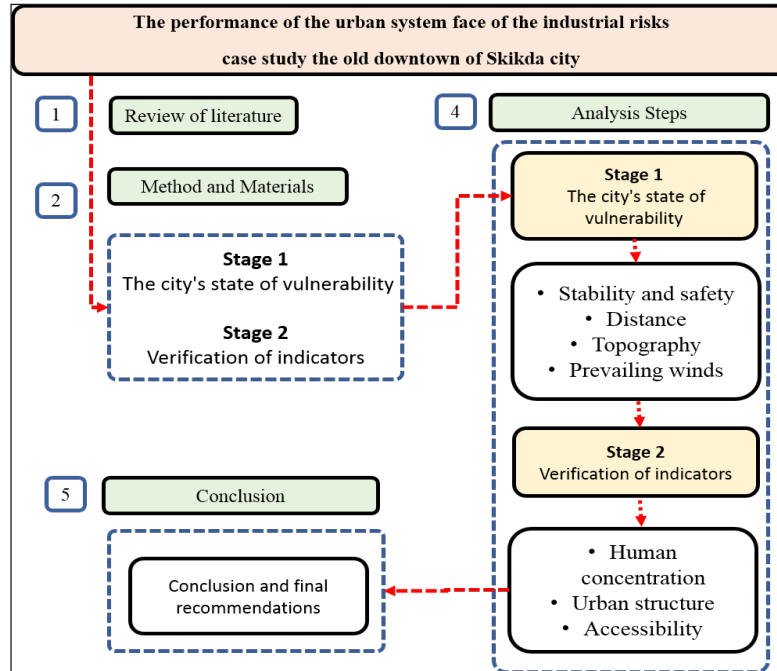 The performance of the urban system face of the industrial risks
case study the old downtown of Skikda city
1
Review of literature
2
Method and Materials
Stage 1
The city's state of vulnerability
Stage 2
Verification of indicators
4
Analysis Steps
Stage 1
The city's state of
vulnerability
• Stability and safety
• Distance
• Topography
• Prevailing winds
Stage 2
Verification of indicators
• Human
concentration
• Urban structure
• Accessibility
5
Conclusion
Conclusion and final
recommendations